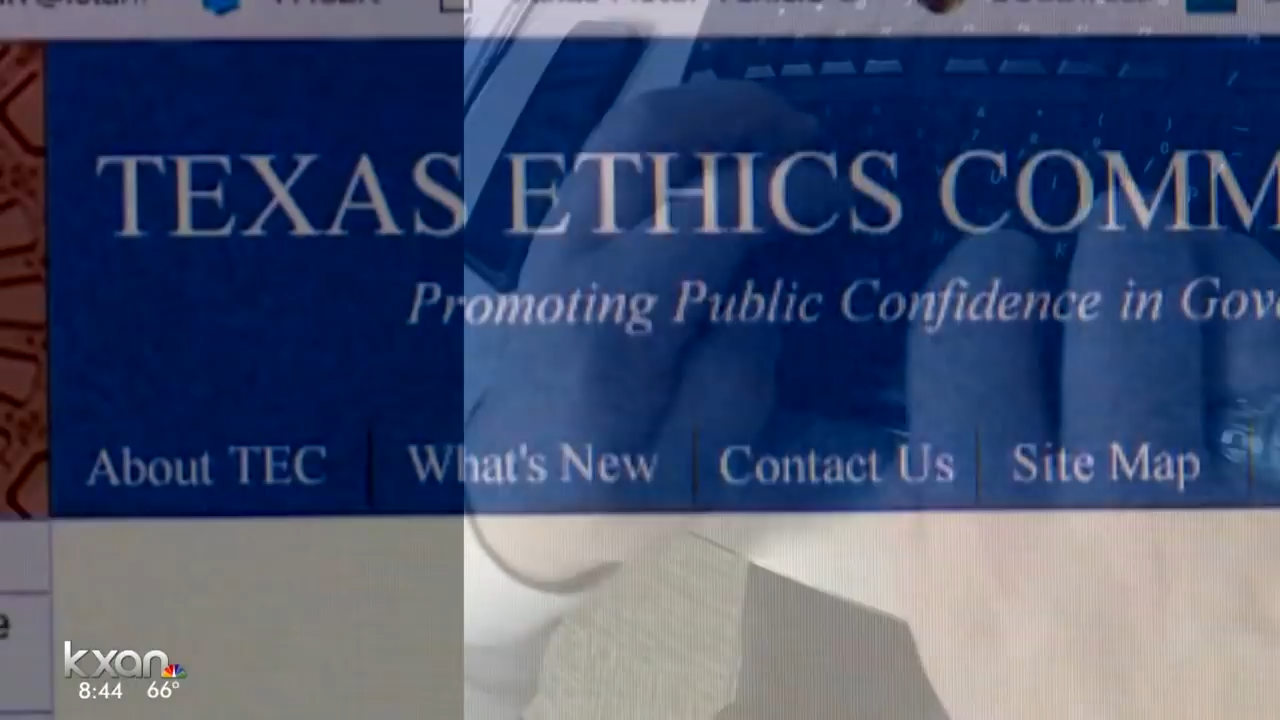 TEXAS ETHICS COMM
Promoting Public Confidence in Gov
About TEC
What's New
Contact Us
Site Map
e
kxan
8:44 66°